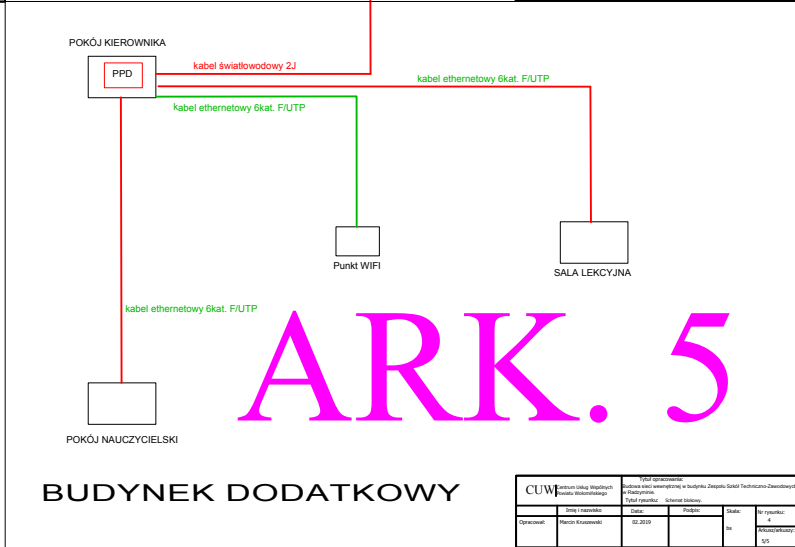 POKÓJ KIEROWNIKA
PPD
kabel światłowodowy 2J
kabel ethernetowy 6kat. F/UTP
kabel ethernetowy 6kat. F/UTP
Punkt WIFI
SALA LEKCYJNA
kabel ethernetowy 6kat. F/UTP
ARK. 5
POKÓJ NAUCZYCIELSKI
BUDYNEK DODATKOWY
CUW Centrum Usług Wspólnych
Powiatu Wołomińskiego
Tytuł opracowania:
Budowa sieci wewnętrznej w budynku Zespołu Szkół Techniczno-Zawodowych
w Radzyminie.
Tytuł rysunku: Schemat blokowy.
Imię i nazwisko: Data: Podpis: Skala: Nr rysunku:
Opracował: Marcin Kruszewski 02.2019 bs 4
Arkusz/arkuszy:
5/5